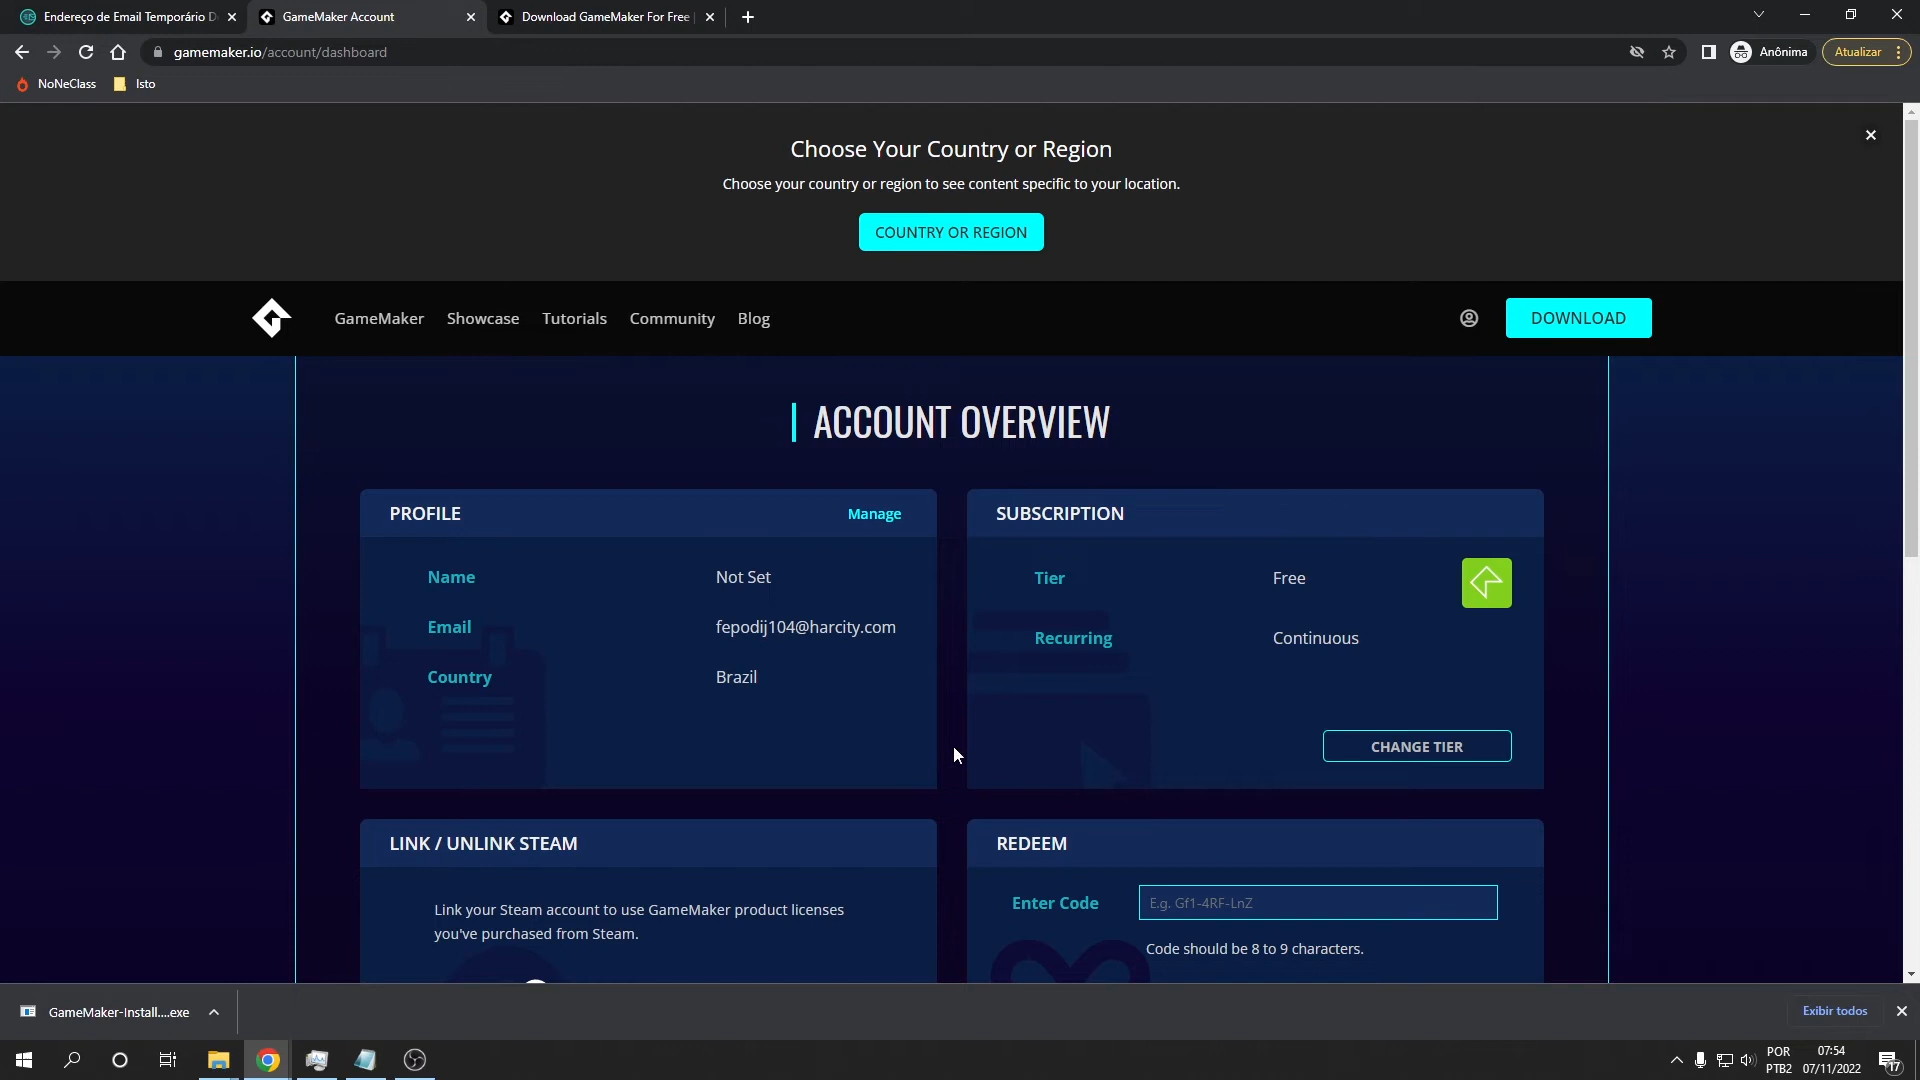 Endereço de Email Temporário D
GameMaker Account
Download GameMaker For Free
gamemaker.io/account/dashboard
Anônima
Atualizar
NoNeClass
Isto
Choose Your Country or Region
Choose your country or region to see content specific to your location.
COUNTRY OR REGION
GameMaker
Showcase
Tutorials
Community
Blog
DOWNLOAD
ACCOUNT OVERVIEW
PROFILE
Manage
Name
Not Set
Email
fepodij104@harcity.com
Country
Brazil
SUBSCRIPTION
Tier
Free
Recurring
Continuous
CHANGE TIER
LINK / UNLINK STEAM
Link your Steam account to use GameMaker product licenses
you've purchased from Steam.
REDEEM
Enter Code
E.g. Gf1-4RF-LnZ
Code should be 8 to 9 characters.
GameMaker-Install....exe
Exibir todos
POR
PTB2
07:54
07/11/2022
17